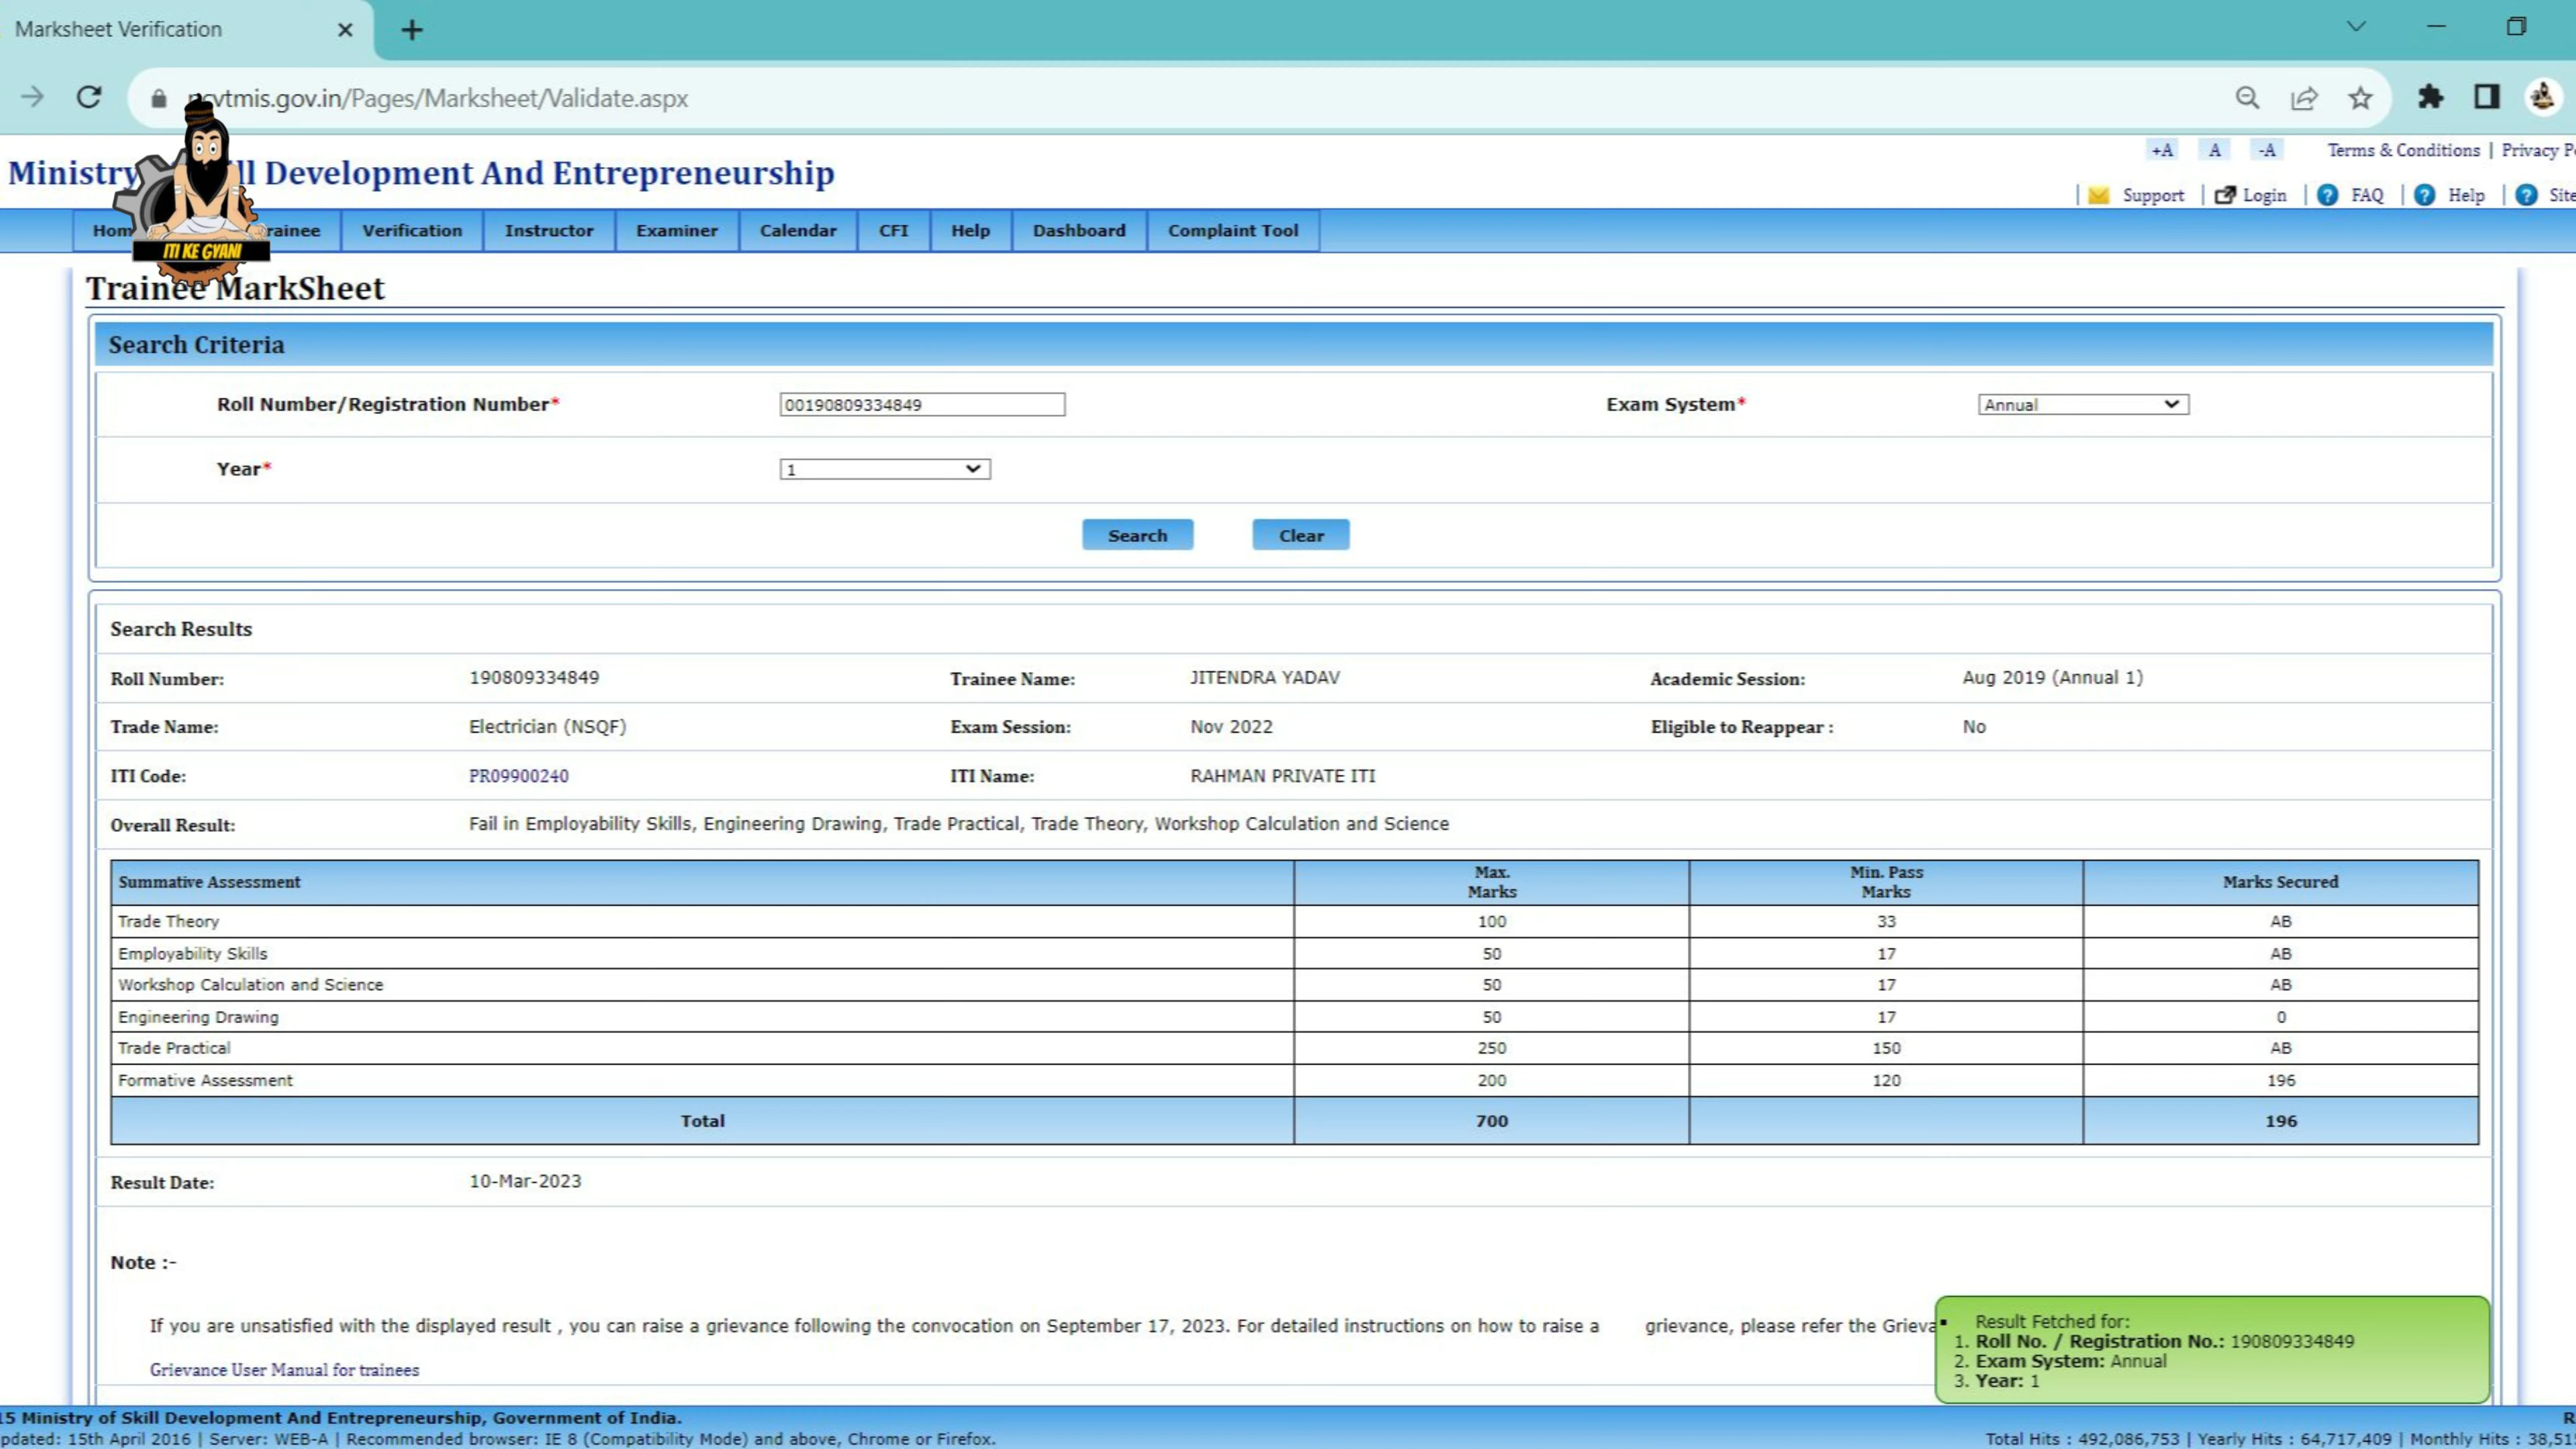 Marksheet Verification
vtmis.gov.in/Pages/Marksheet/Validate.aspx
Development And Entrepreneurship
+A A -A Terms & Conditions | Privacy
Support | Login | FAQ | Help |
ITI KE GYANI
Verification Instructor Examiner Calendar CFI Help Dashboard Complaint Tool
Trainee MarkSheet
Search Criteria
Roll Number/Registration Number* 00190809334849 Exam System* Annual
Year* 1
Search Clear
Search Results
Roll Number: 190809334849 Trainee Name: JITENDRA YADAV Academic Session: Aug 2019 (Annual 1)
Trade Name: Electrician (NSQF) Exam Session: Nov 2022 Eligible to Reappear : No
ITI Code: PR09900240 ITI Name: RAHMAN PRIVATE ITI
Overall Result: Fail in Employability Skills, Engineering Drawing, Trade Practical, Trade Theory, Workshop Calculation and Science
Summative Assessment Max. Marks Min. Pass Marks Marks Secured
Trade Theory 100 33 AB
Employability Skills 50 17 AB
Workshop Calculation and Science 50 17 AB
Engineering Drawing 50 17 0
Trade Practical 250 150 AB
Formative Assessment 200 120 196
Total 700 196
Result Date: 10-Mar-2023
Note :-
If you are unsatisfied with the displayed result , you can raise a grievance following the convocation on September 17, 2023. For detailed instructions on how to raise a grievance, please refer the
Grievance User Manual for trainees
Result Fetched for:
1. Roll No. / Registration No.: 190809334849
2. Exam System: Annual
3. Year: 1
15 Ministry of Skill Development And Entrepreneurship, Government of India.
pdated: 15th April 2016 | Server: WEB-A | Recommended browser: IE 8 (Compatibility Mode) and above, Chrome or Firefox.
Total Hits : 492,086,753 | Yearly Hits : 64,717,409 | Monthly Hits : 38,51